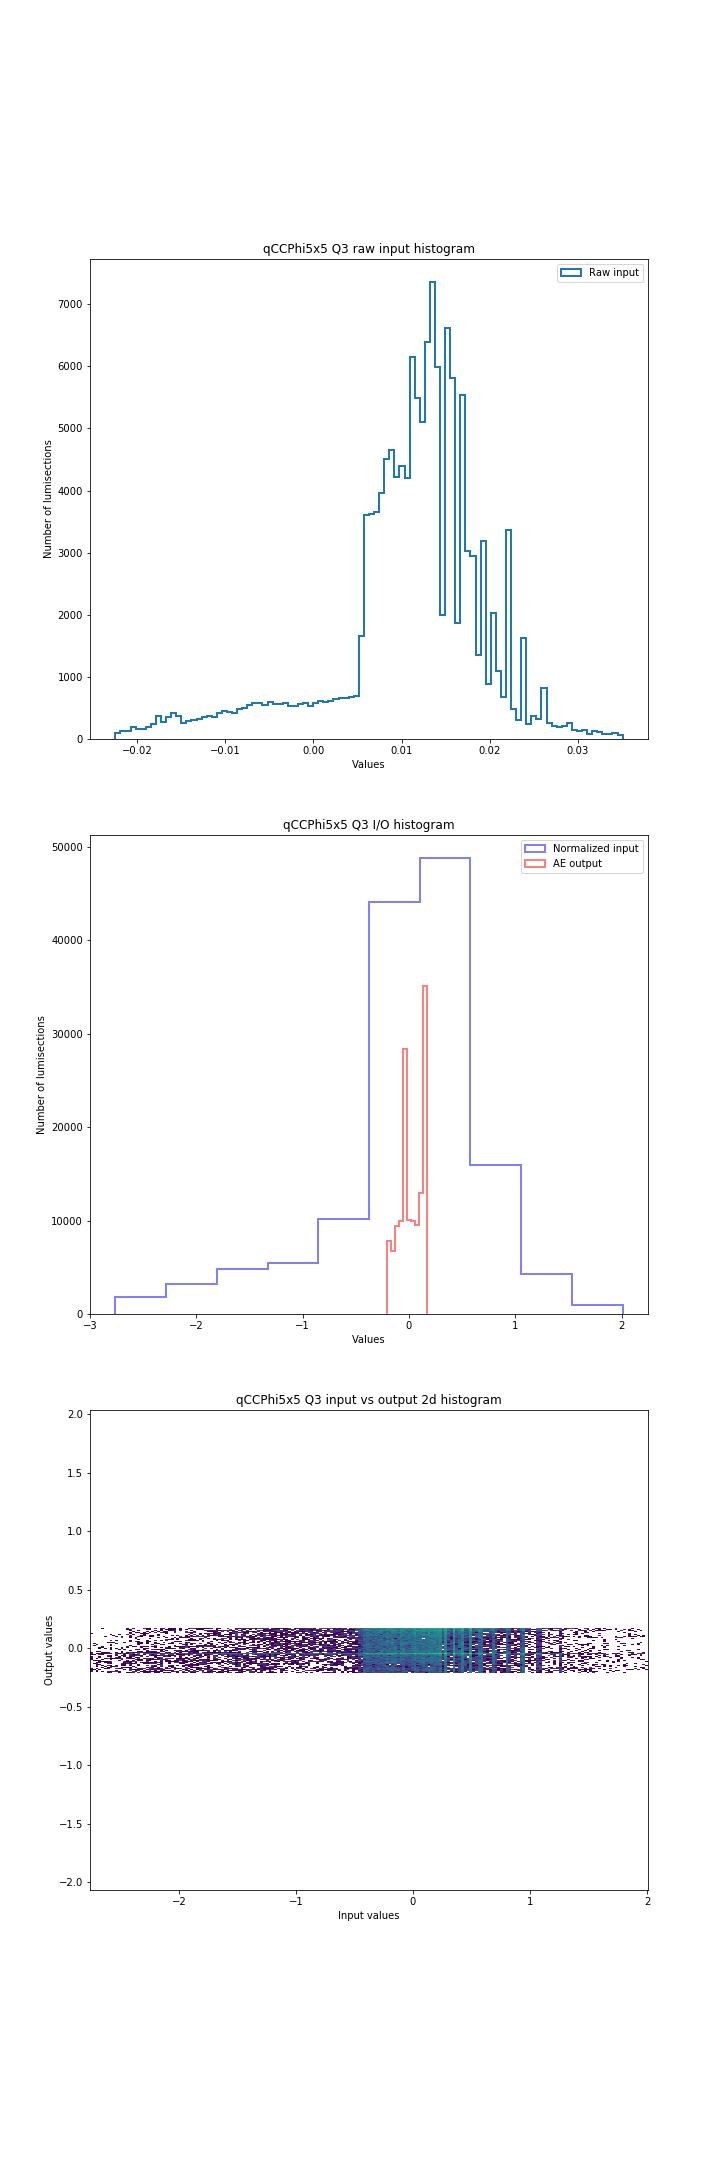 qCCPhi5x5 Q3 raw input histogram
Raw input
7000
6000
5000
4000
3000
2000
1000
0
Number of lumisections
−0.02 −0.01 0.00 0.01 0.02 0.03
Values
qCCPhi5x5 Q3 I/O histogram
Normalized input
AE output
50000
40000
30000
20000
10000
0
Number of lumisections
−3 −2 −1 0 1 2
Values
qCCPhi5x5 Q3 input vs output 2d histogram
2.0
1.5
1.0
0.5
0.0
−0.5
−1.0
−1.5
−2.0
Output values
−2 −1 0 1 2
Input values